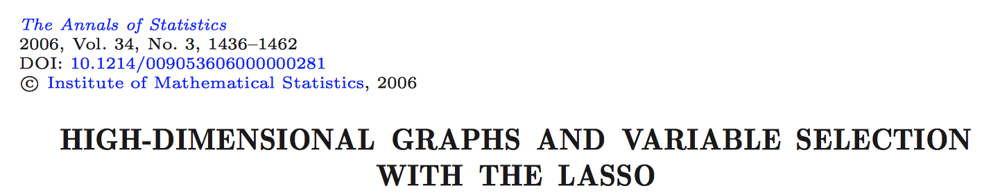 The Annals of Statistics
2006, Vol. 34, No. 3, 1436–1462
DOI: 10.1214/009053606000000281
© Institute of Mathematical Statistics, 2006
HIGH-DIMENSIONAL GRAPHS AND VARIABLE SELECTION
WITH THE LASSO